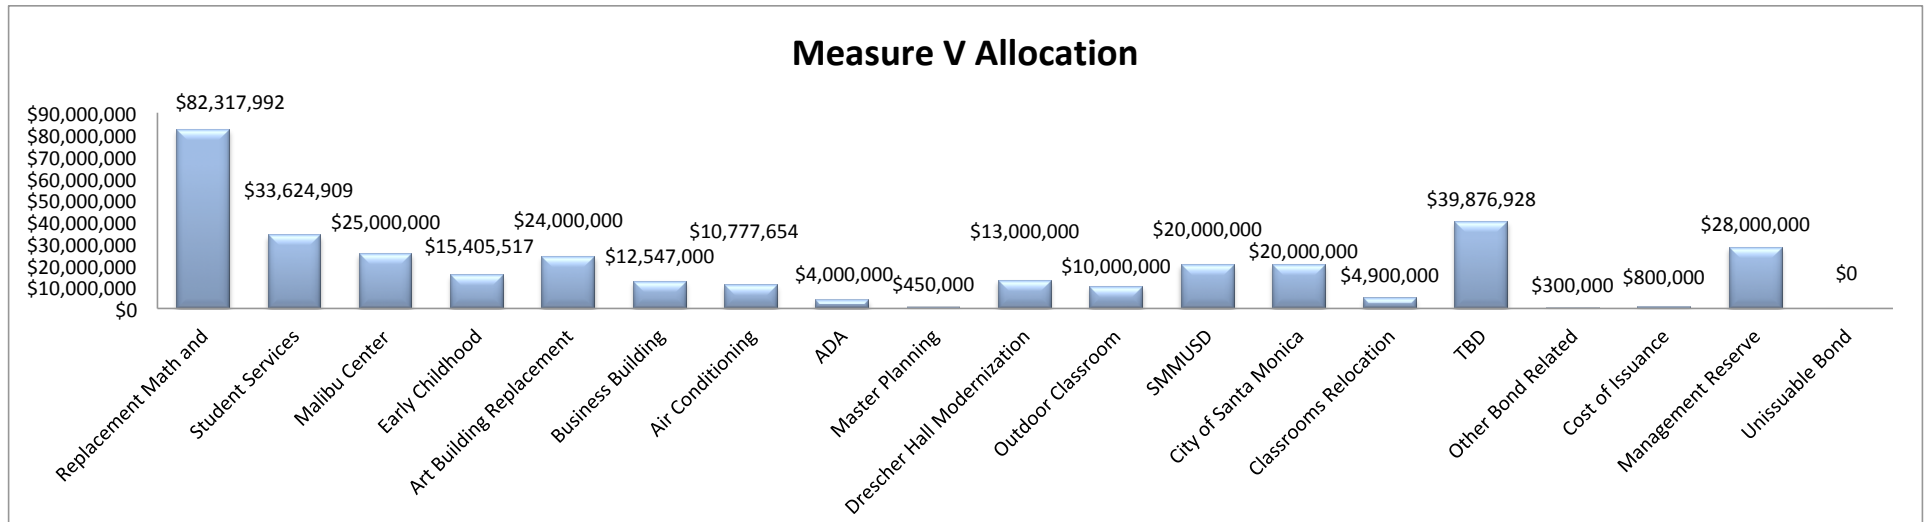 Measure V Allocation
$90,000,000
$80,000,000
$70,000,000
$60,000,000
$50,000,000
$40,000,000
$30,000,000
$20,000,000
$10,000,000
$0
$82,317,992
$33,624,909
$25,000,000
$15,405,517
$24,000,000
$12,547,000
$10,777,654
$4,000,000
$450,000
$13,000,000
$10,000,000
$20,000,000
$20,000,000
$4,900,000
$39,876,928
$300,000
$800,000
$28,000,000
$0
Replacement Math and
Student Services
Malibu Center
Early Childhood
Art Building Replacement
Business Building
Air Conditioning
ADA
Master Planning
Drescher Hall Modernization
Outdoor Classroom
SMMUSD
City of Santa Monica
Classrooms Relocation
TBD
Other Bond Related
Cost of Issuance
Management Reserve
Unissuable Bond